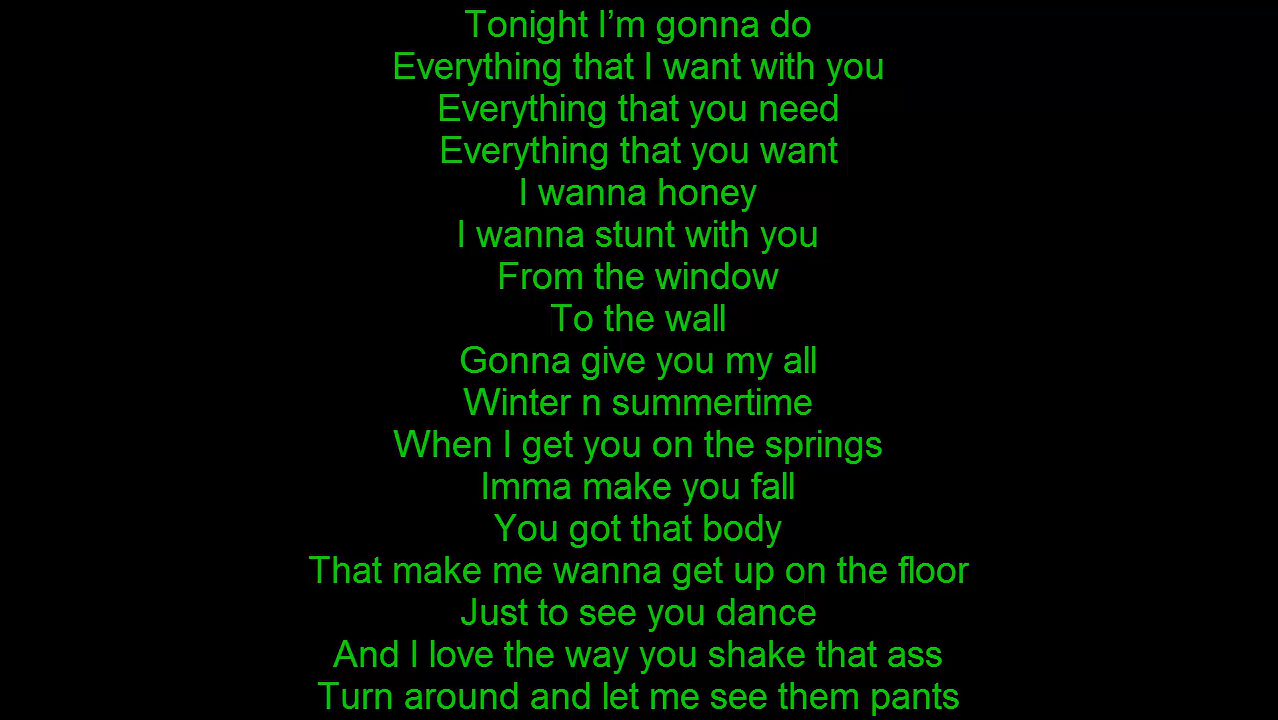 Tonight I’m gonna do
Everything that I want with you
Everything that you need
Everything that you want
I wanna honey
I wanna stunt with you
From the window
To the wall
Gonna give you my all
Winter n summertime
When I get you on the springs
Imma make you fall
You got that body
That make me wanna get up on the floor
Just to see you dance
And I love the way you shake that ass
Turn around and let me see them pants